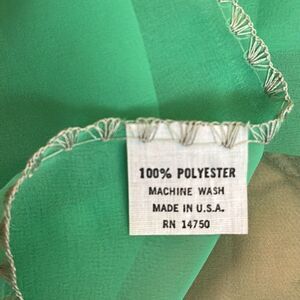 100% POLYESTER
MACHINE WASH
MADE IN U.S.A.
RN 14750